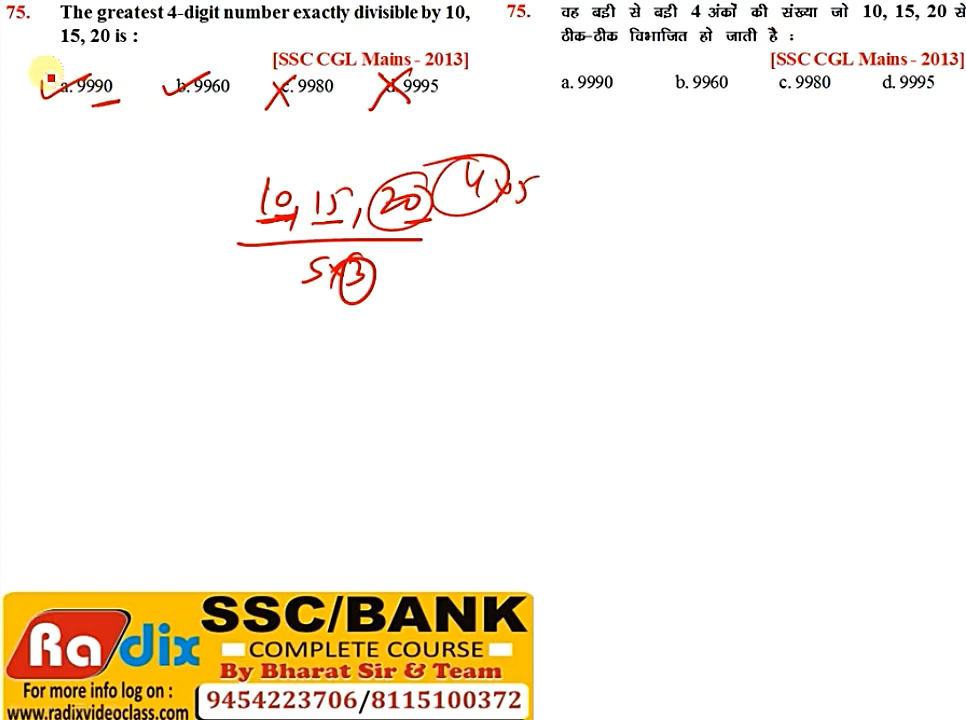 75. The greatest 4-digit number exactly divisible by 10,
15, 20 is :
[SSC CGL Mains - 2013]
a. 9990 b. 9960 c. 9980 d. 9995
75. वह बड़ी से बड़ी 4 अंकों की संख्या जो 10, 15, 20 से
ठीक-ठीक विभाजित हो जाती है :
[SSC CGL Mains - 2013]
a. 9990 b. 9960 c. 9980 d. 9995
10, 15, 20 4×5
5×3
Radix
For more info log on :
www.radixvideoclass.com
SSC/BANK
COMPLETE COURSE
By Bharat Sir & Team
9454223706/8115100372